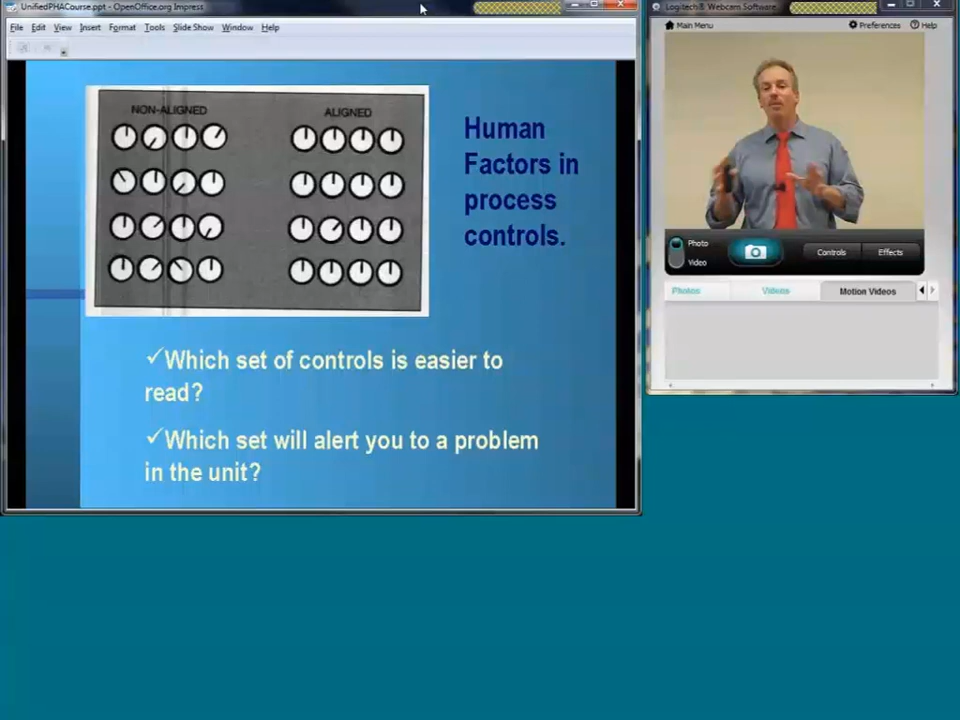 UnifiedPHACourse.ppt - OpenOffice.org Impress
File Edit View Insert Format Tools Slide Show Window Help
NON-ALIGNED
ALIGNED
Human
Factors in
process
controls.
✓Which set of controls is easier to
read?
✓Which set will alert you to a problem
in the unit?
Logitech® Webcam Software
Main Menu
Preferences
Help
Photo
Video
Controls
Effects
Photos
Videos
Motion Videos